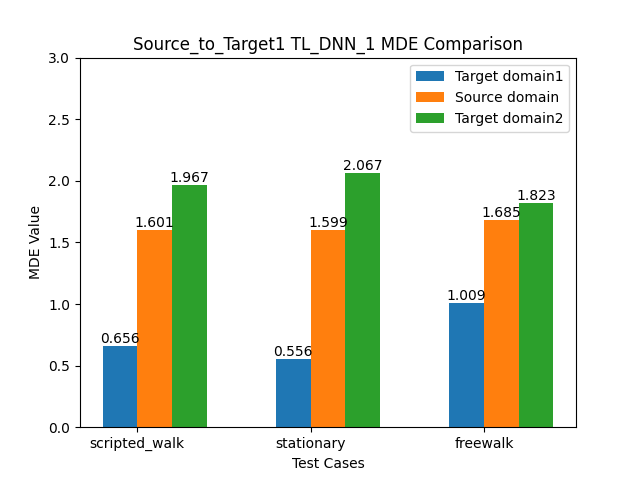 Source_to_Target1 TL_DNN_1 MDE Comparison
3.0
2.5
2.0
1.5
1.0
0.5
0.0
MDE Value
Target domain1
Source domain
Target domain2
0.656
1.601
1.967
0.556
1.599
2.067
1.009
1.685
1.823
scripted_walk
stationary
freewalk
Test Cases